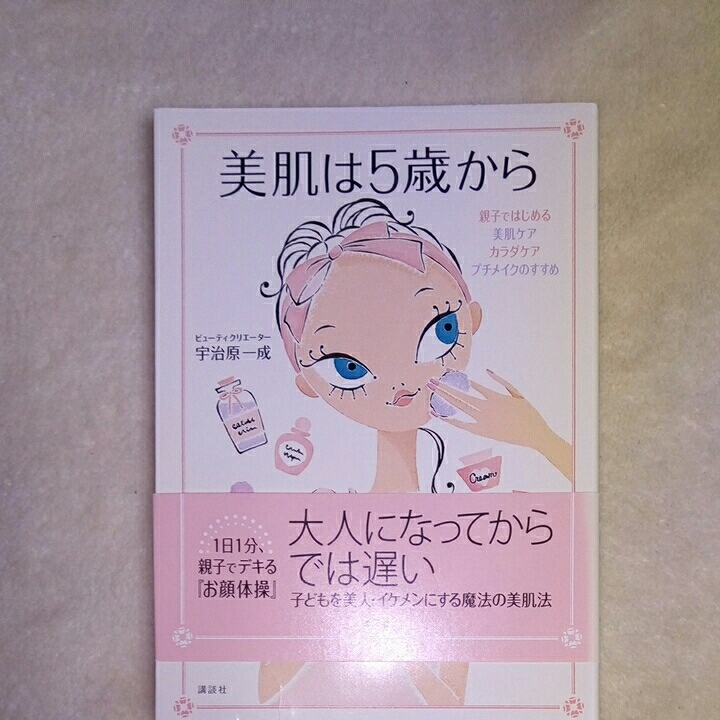 美肌は5歳から
親子ではじめる
美肌ケア
カラダケア
プチメイクのすすめ
ビューティクリエーター
宇治原一成
Cream
1日1分、
親子でデキる
『お顔体操』
大人になってから
では遅い
子どもを美人・イケメンにする魔法の美肌法
講談社